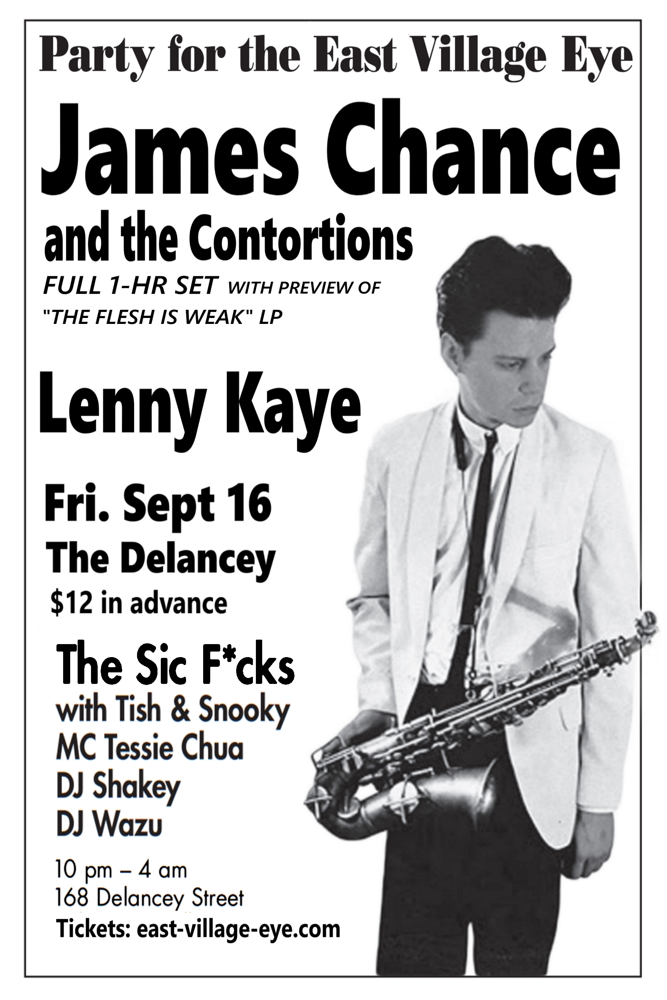 Party for the East Village Eye
James Chance
and the Contortions
FULL 1-HR SET WITH PREVIEW OF
"THE FLESH IS WEAK" LP
Lenny Kaye
Fri. Sept 16
The Delancey
$12 in advance
The Sic F*cks
with Tish & Snooky
MC Tessie Chua
DJ Shakey
DJ Wazu
10 pm – 4 am
168 Delancey Street
Tickets: east-village-eye.com